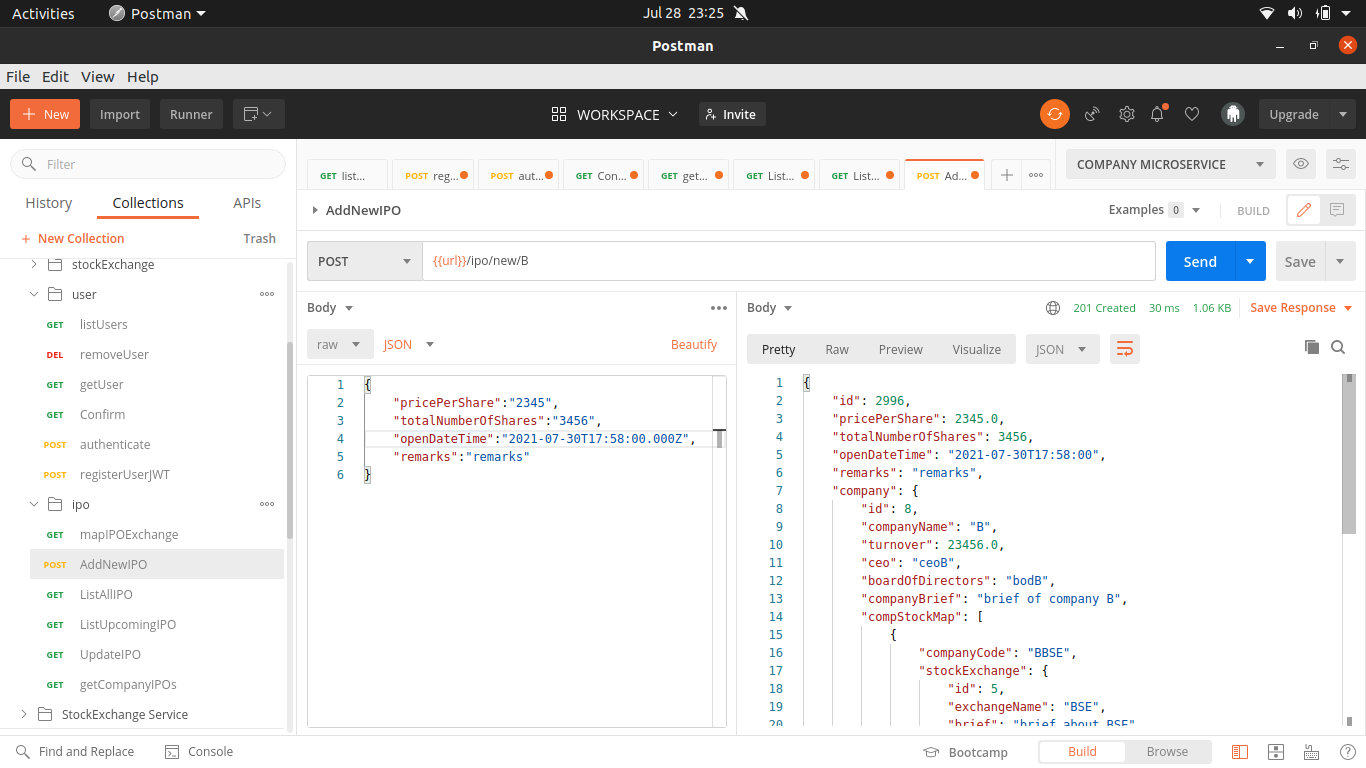 Activities Postman Jul 28 23:25
Postman
File Edit View Help
+ New Import Runner WORKSPACE Invite Upgrade
Filter
History Collections APIs
+ New Collection Trash
stockExchange
user
GET listUsers
DEL removeUser
GET getUser
GET Confirm
POST authenticate
POST registerUserJWT
ipo
GET mapIPOExchange
POST AddNewIPO
GET ListAllIPO
GET ListUpcomingIPO
GET UpdateIPO
GET getCompanyIPOs
StockExchange Service
GET list... POST reg... POST aut... GET Con... GET get... GET List... GET List... POST Ad... COMPANY MICROSERVICE
AddNewIPO Examples 0 BUILD
POST {{url}}/ipo/new/B Send Save
Body
raw JSON Beautify
1 {
2 "pricePerShare":"2345",
3 "totalNumberOfShares":"3456",
4 "openDateTime":"2021-07-30T17:58:00.000Z",
5 "remarks":"remarks"
6 }
Body 201 Created 30 ms 1.06 KB Save Response
Pretty Raw Preview Visualize JSON
1 {
2 "id": 2996,
3 "pricePerShare": 2345.0,
4 "totalNumberOfShares": 3456,
5 "openDateTime": "2021-07-30T17:58:00",
6 "remarks": "remarks",
7 "company": {
8 "id": 8,
9 "companyName": "B",
10 "turnover": 23456.0,
11 "ceo": "ceoB",
12 "boardOfDirectors": "bodB",
13 "companyBrief": "brief of company B",
14 "compStockMap": [
15 {
16 "companyCode": "BBSE",
17 "stockExchange": {
18 "id": 5,
19 "exchangeName": "BSE",
20 "brief": "brief about BSE"
Find and Replace Console Bootcamp Build Browse